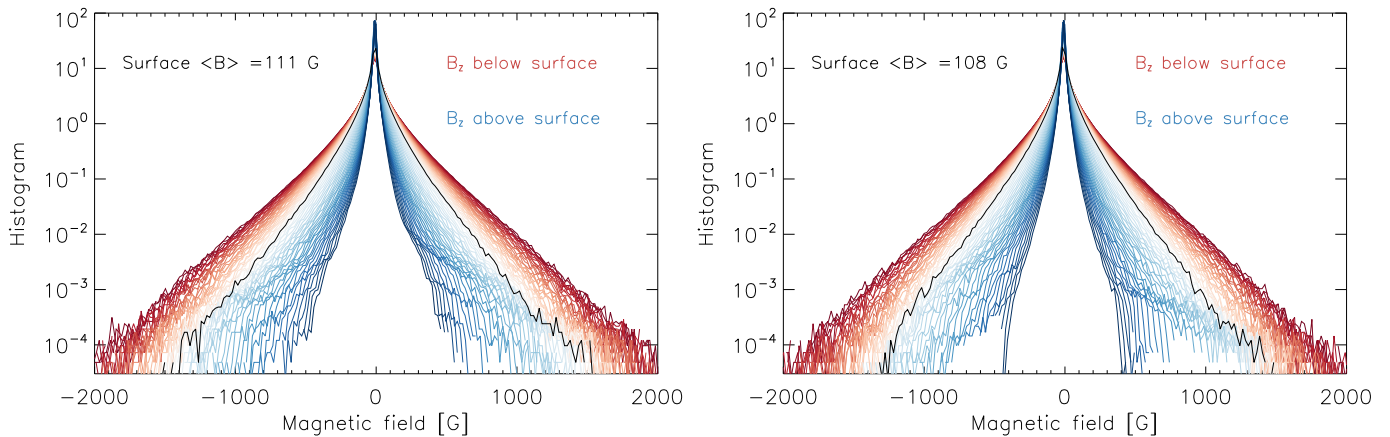 Surface <B> =111 G
B_z below surface
B_z above surface
Histogram
10^2
10^1
10^0
10^-1
10^-2
10^-3
10^-4
-2000 -1000 0 1000 2000
Magnetic field [G]
Surface <B> =108 G
B_z below surface
B_z above surface
Histogram
10^2
10^1
10^0
10^-1
10^-2
10^-3
10^-4
-2000 -1000 0 1000 2000
Magnetic field [G]